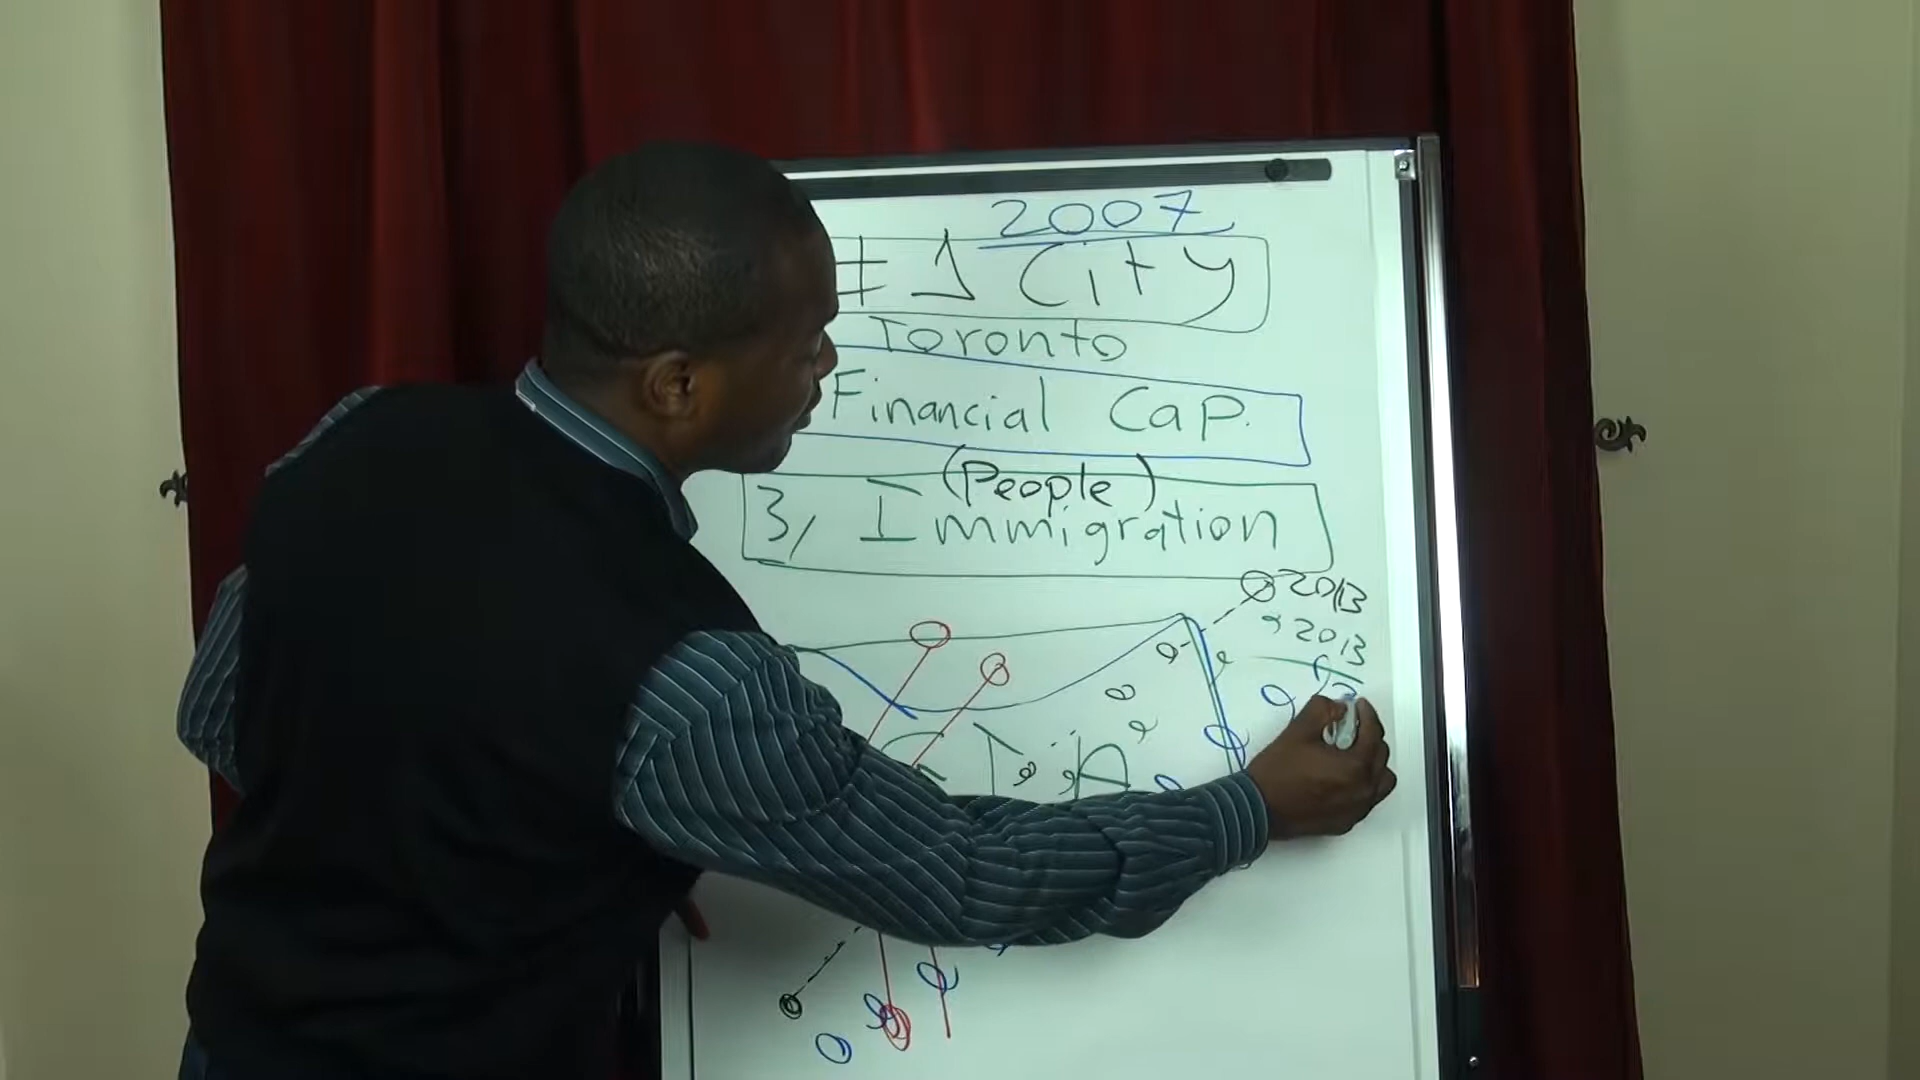 2007
#1 City
Toronto
Financial Cap.
(People)
3, Immigration
2013
2013